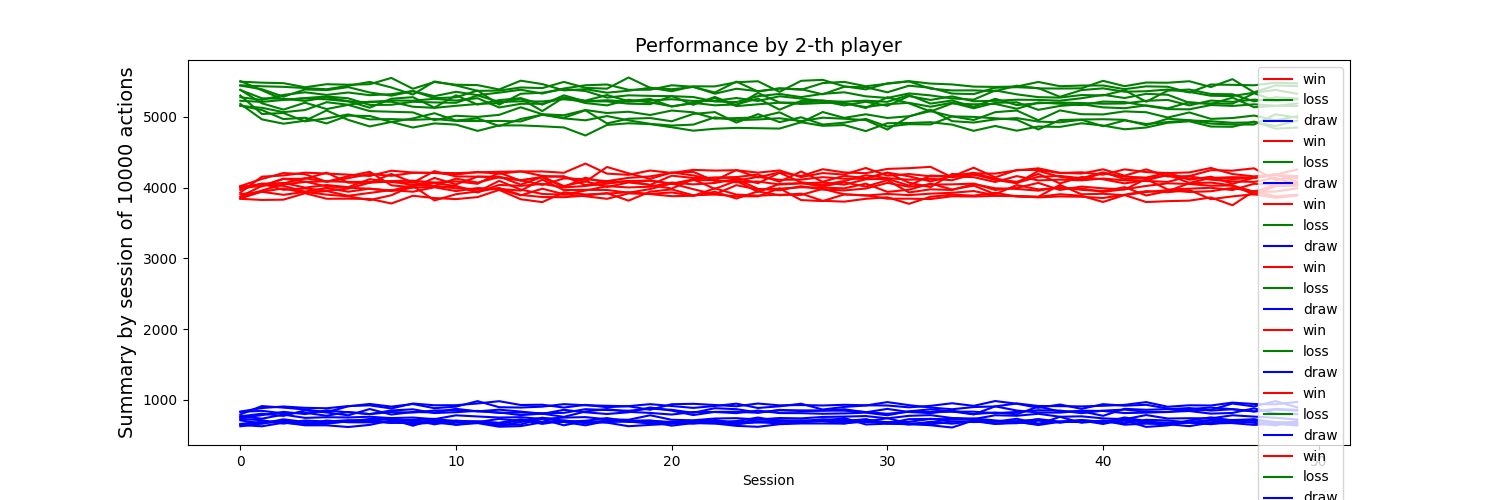 Performance by 2-th player
Summary by session of 10000 actions
5000
4000
3000
2000
1000
0
10
20
30
40
50
Session
win
loss
draw
win
loss
draw
win
loss
draw
win
loss
draw
win
loss
draw
win
loss
draw
win
loss
draw